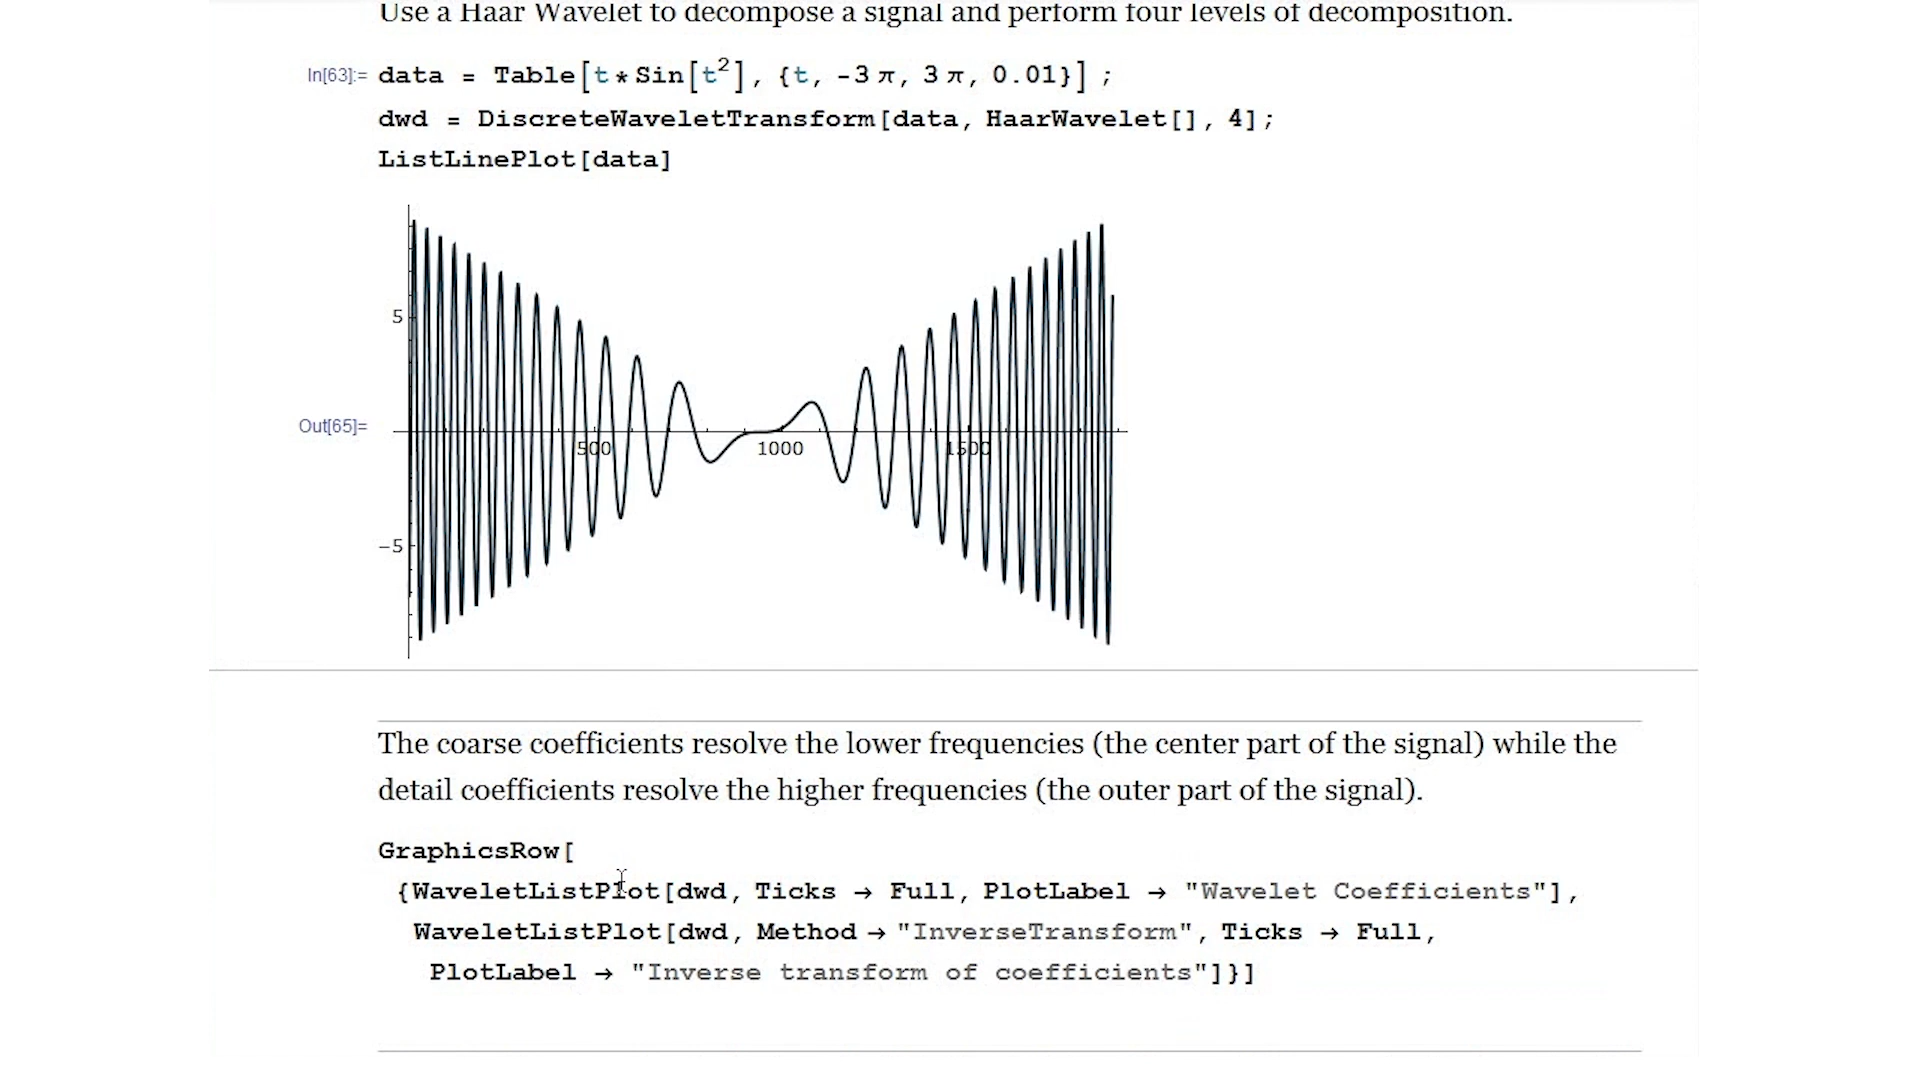 Use a Haar Wavelet to decompose a signal and perform four levels of decomposition.
In[63]:= data = Table[t * Sin[t²], {t, -3 π, 3 π, 0.01}] ;
dwd = DiscreteWaveletTransform[data, HaarWavelet[], 4];
ListLinePlot[data]
5
Out[65]=
500 1000 1500
-5
The coarse coefficients resolve the lower frequencies (the center part of the signal) while the
detail coefficients resolve the higher frequencies (the outer part of the signal).
GraphicsRow[
{WaveletListPlot[dwd, Ticks → Full, PlotLabel → "Wavelet Coefficients"],
WaveletListPlot[dwd, Method → "InverseTransform", Ticks → Full,
PlotLabel → "Inverse transform of coefficients"]}]